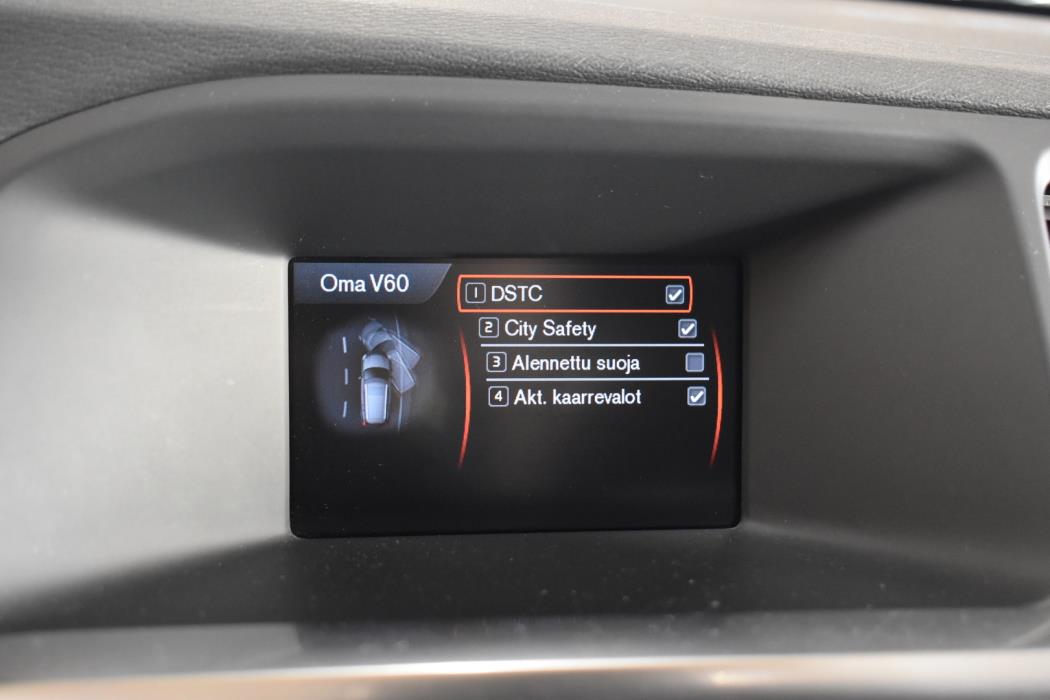 Oma V60
1 DSTC
2 City Safety
3 Alennettu suoja
4 Akt. kaarrevalot